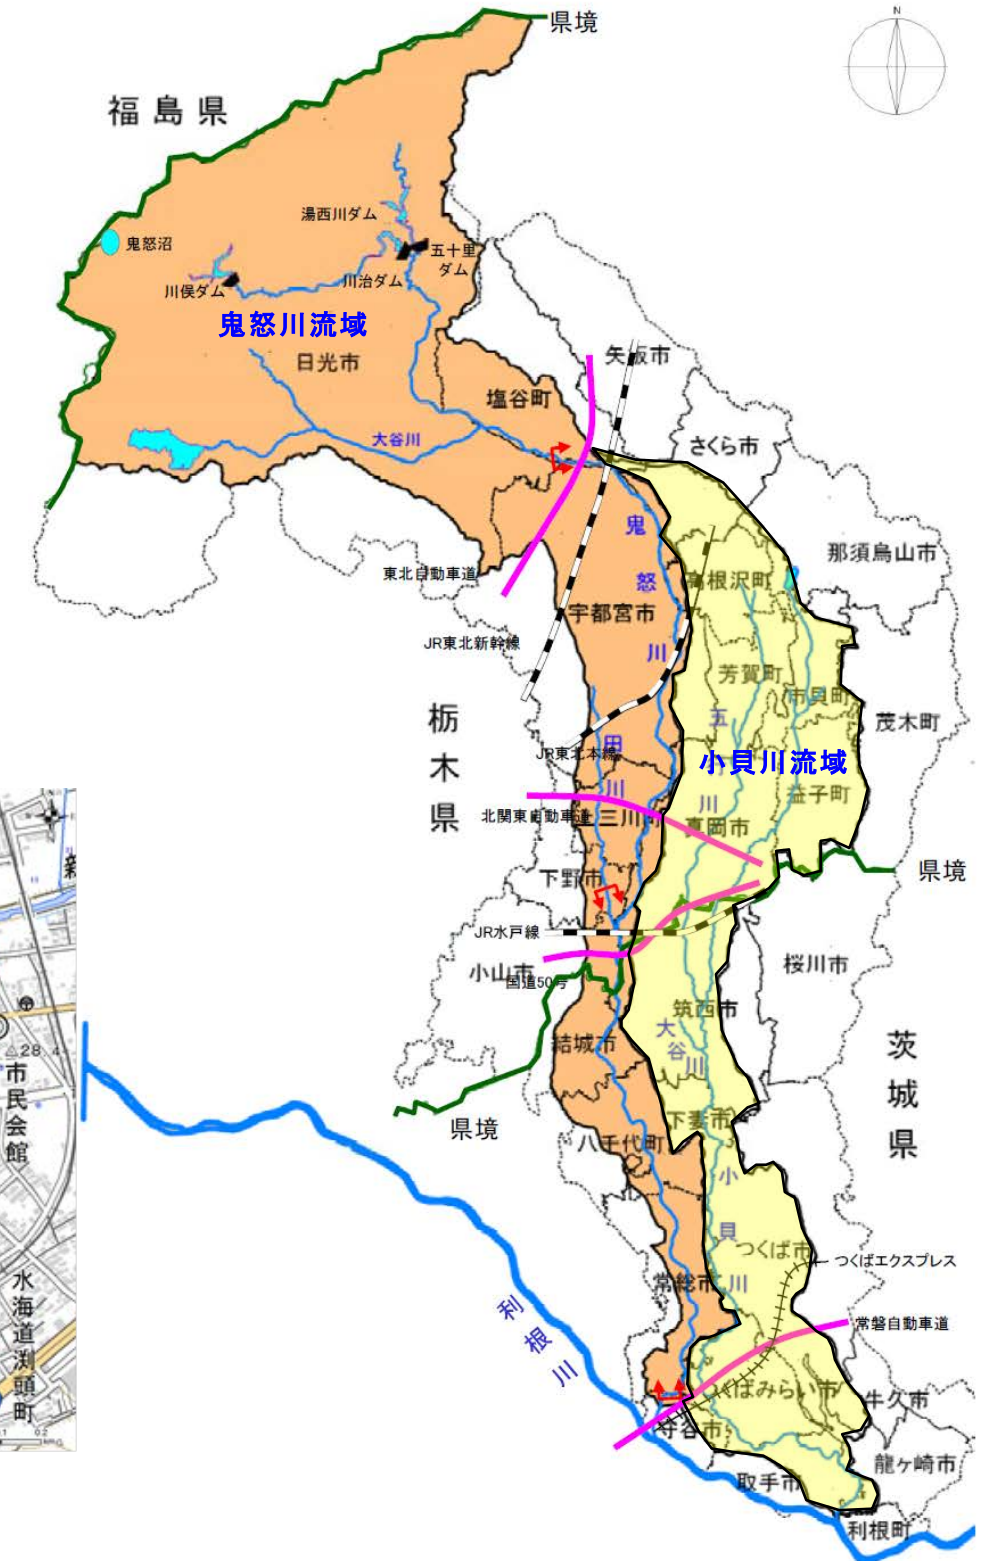 県境
N
福島県
湯西川ダム
鬼怒沼
五十里
ダム
川俣ダム
川治ダム
鬼怒川流域
日光市
矢板市
塩谷町
大谷川
さくら市
鬼怒川
那須烏山市
東北自動車道
高根沢町
宇都宮市
JR東北新幹線
芳賀町
市貝町
栃木県
五行川
茂木町
田川
JR東北本線
小貝川流域
益子町
北関東自動車道
上三川町
真岡市
下野市
県境
JR水戸線
小山市
国道50号
桜川市
筑西市
大谷川
結城市
茨城県
新
△28.4
市民会館
県境
下妻市
八千代町
小貝川
つくば市
つくばエクスプレス
常総市
利根川
常磐自動車道
水海道渕頭町
つくばみらい市
牛久市
守谷市
龍ヶ崎市
取手市
利根町